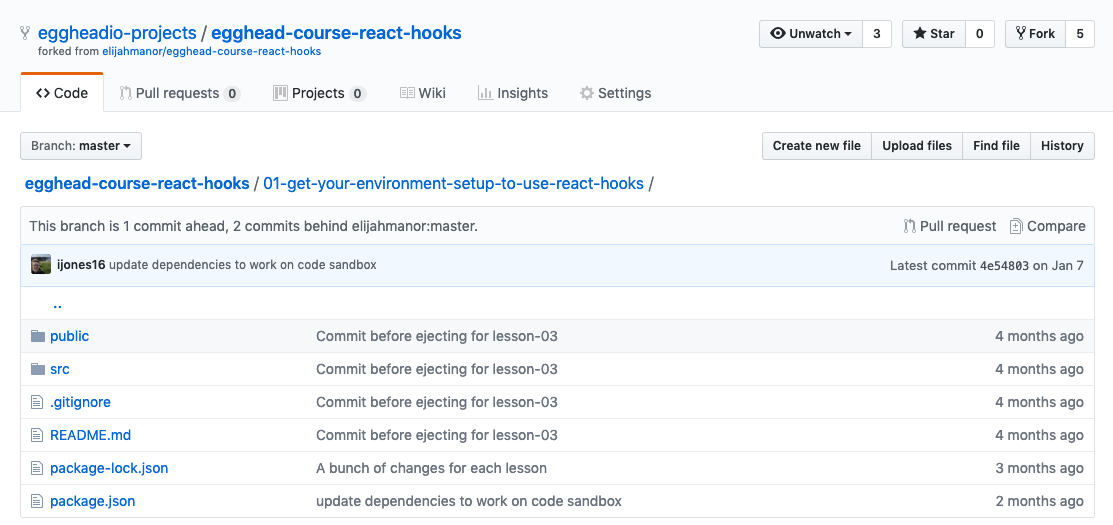 eggheadio-projects / egghead-course-react-hooks
forked from elijahmanor/egghead-course-react-hooks
Unwatch 3 Star 0 Fork 5
Code Pull requests 0 Projects 0 Wiki Insights Settings
Branch: master Create new file Upload files Find file History
egghead-course-react-hooks / 01-get-your-environment-setup-to-use-react-hooks /
This branch is 1 commit ahead, 2 commits behind elijahmanor:master. Pull request Compare
ijones16 update dependencies to work on code sandbox Latest commit 4e54803 on Jan 7
..
public Commit before ejecting for lesson-03 4 months ago
src Commit before ejecting for lesson-03 4 months ago
.gitignore Commit before ejecting for lesson-03 4 months ago
README.md Commit before ejecting for lesson-03 4 months ago
package-lock.json A bunch of changes for each lesson 3 months ago
package.json update dependencies to work on code sandbox 2 months ago